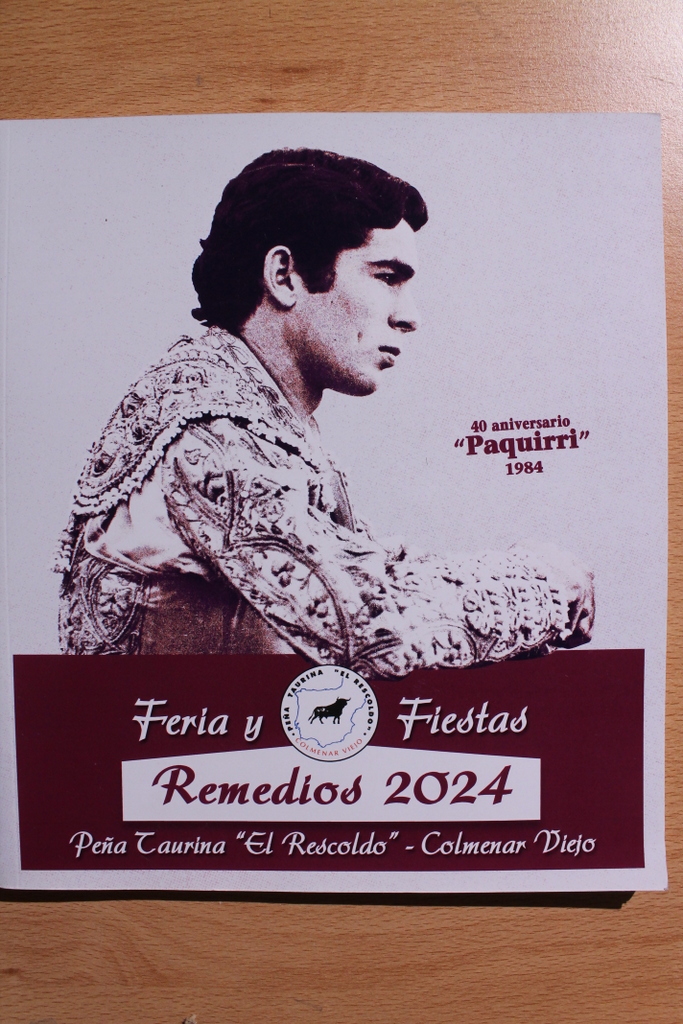 40 aniversario
"Paquirri"
1984
PEÑA TAURINA "EL RESCOLDO"
COLMENAR VIEJO
Feria y Fiestas
Remedios 2024
Peña Taurina "El Rescoldo" - Colmenar Viejo